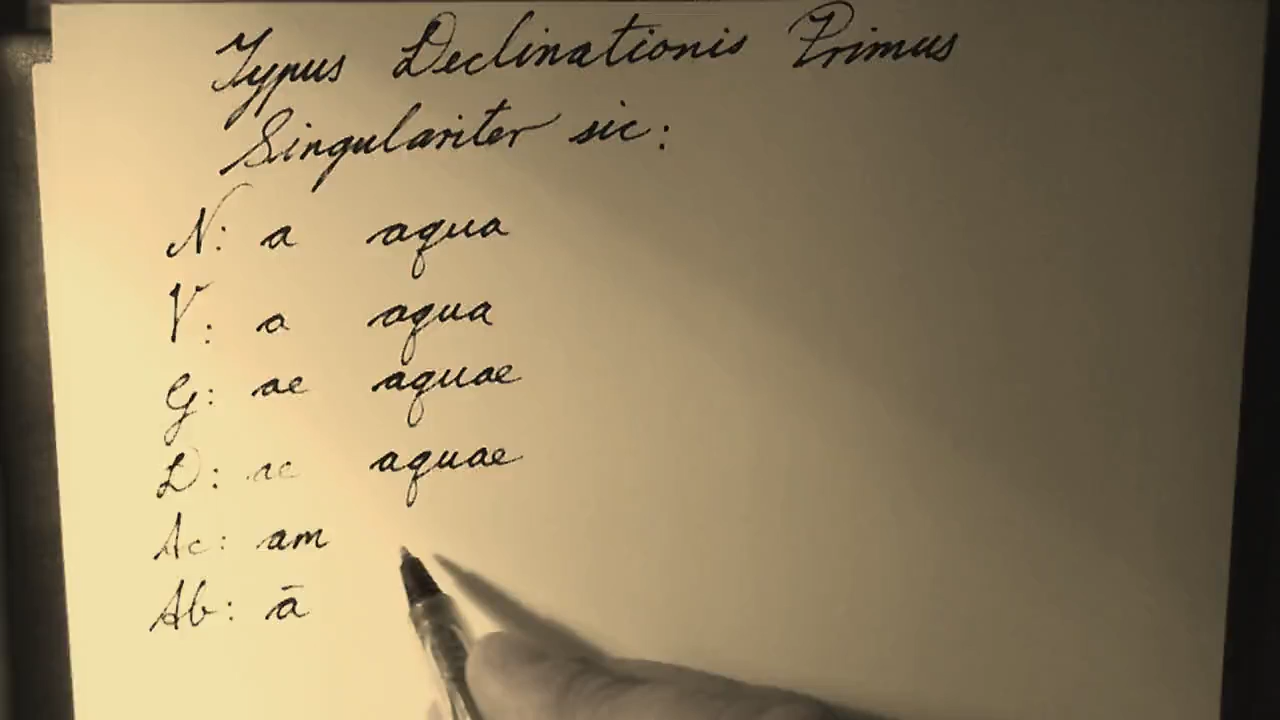 Typus Declinationis Primus
Singulariter sic:
N: a aqua
V: a aqua
G: ae aquae
D: ae aquae
Ac: am
Ab: ā